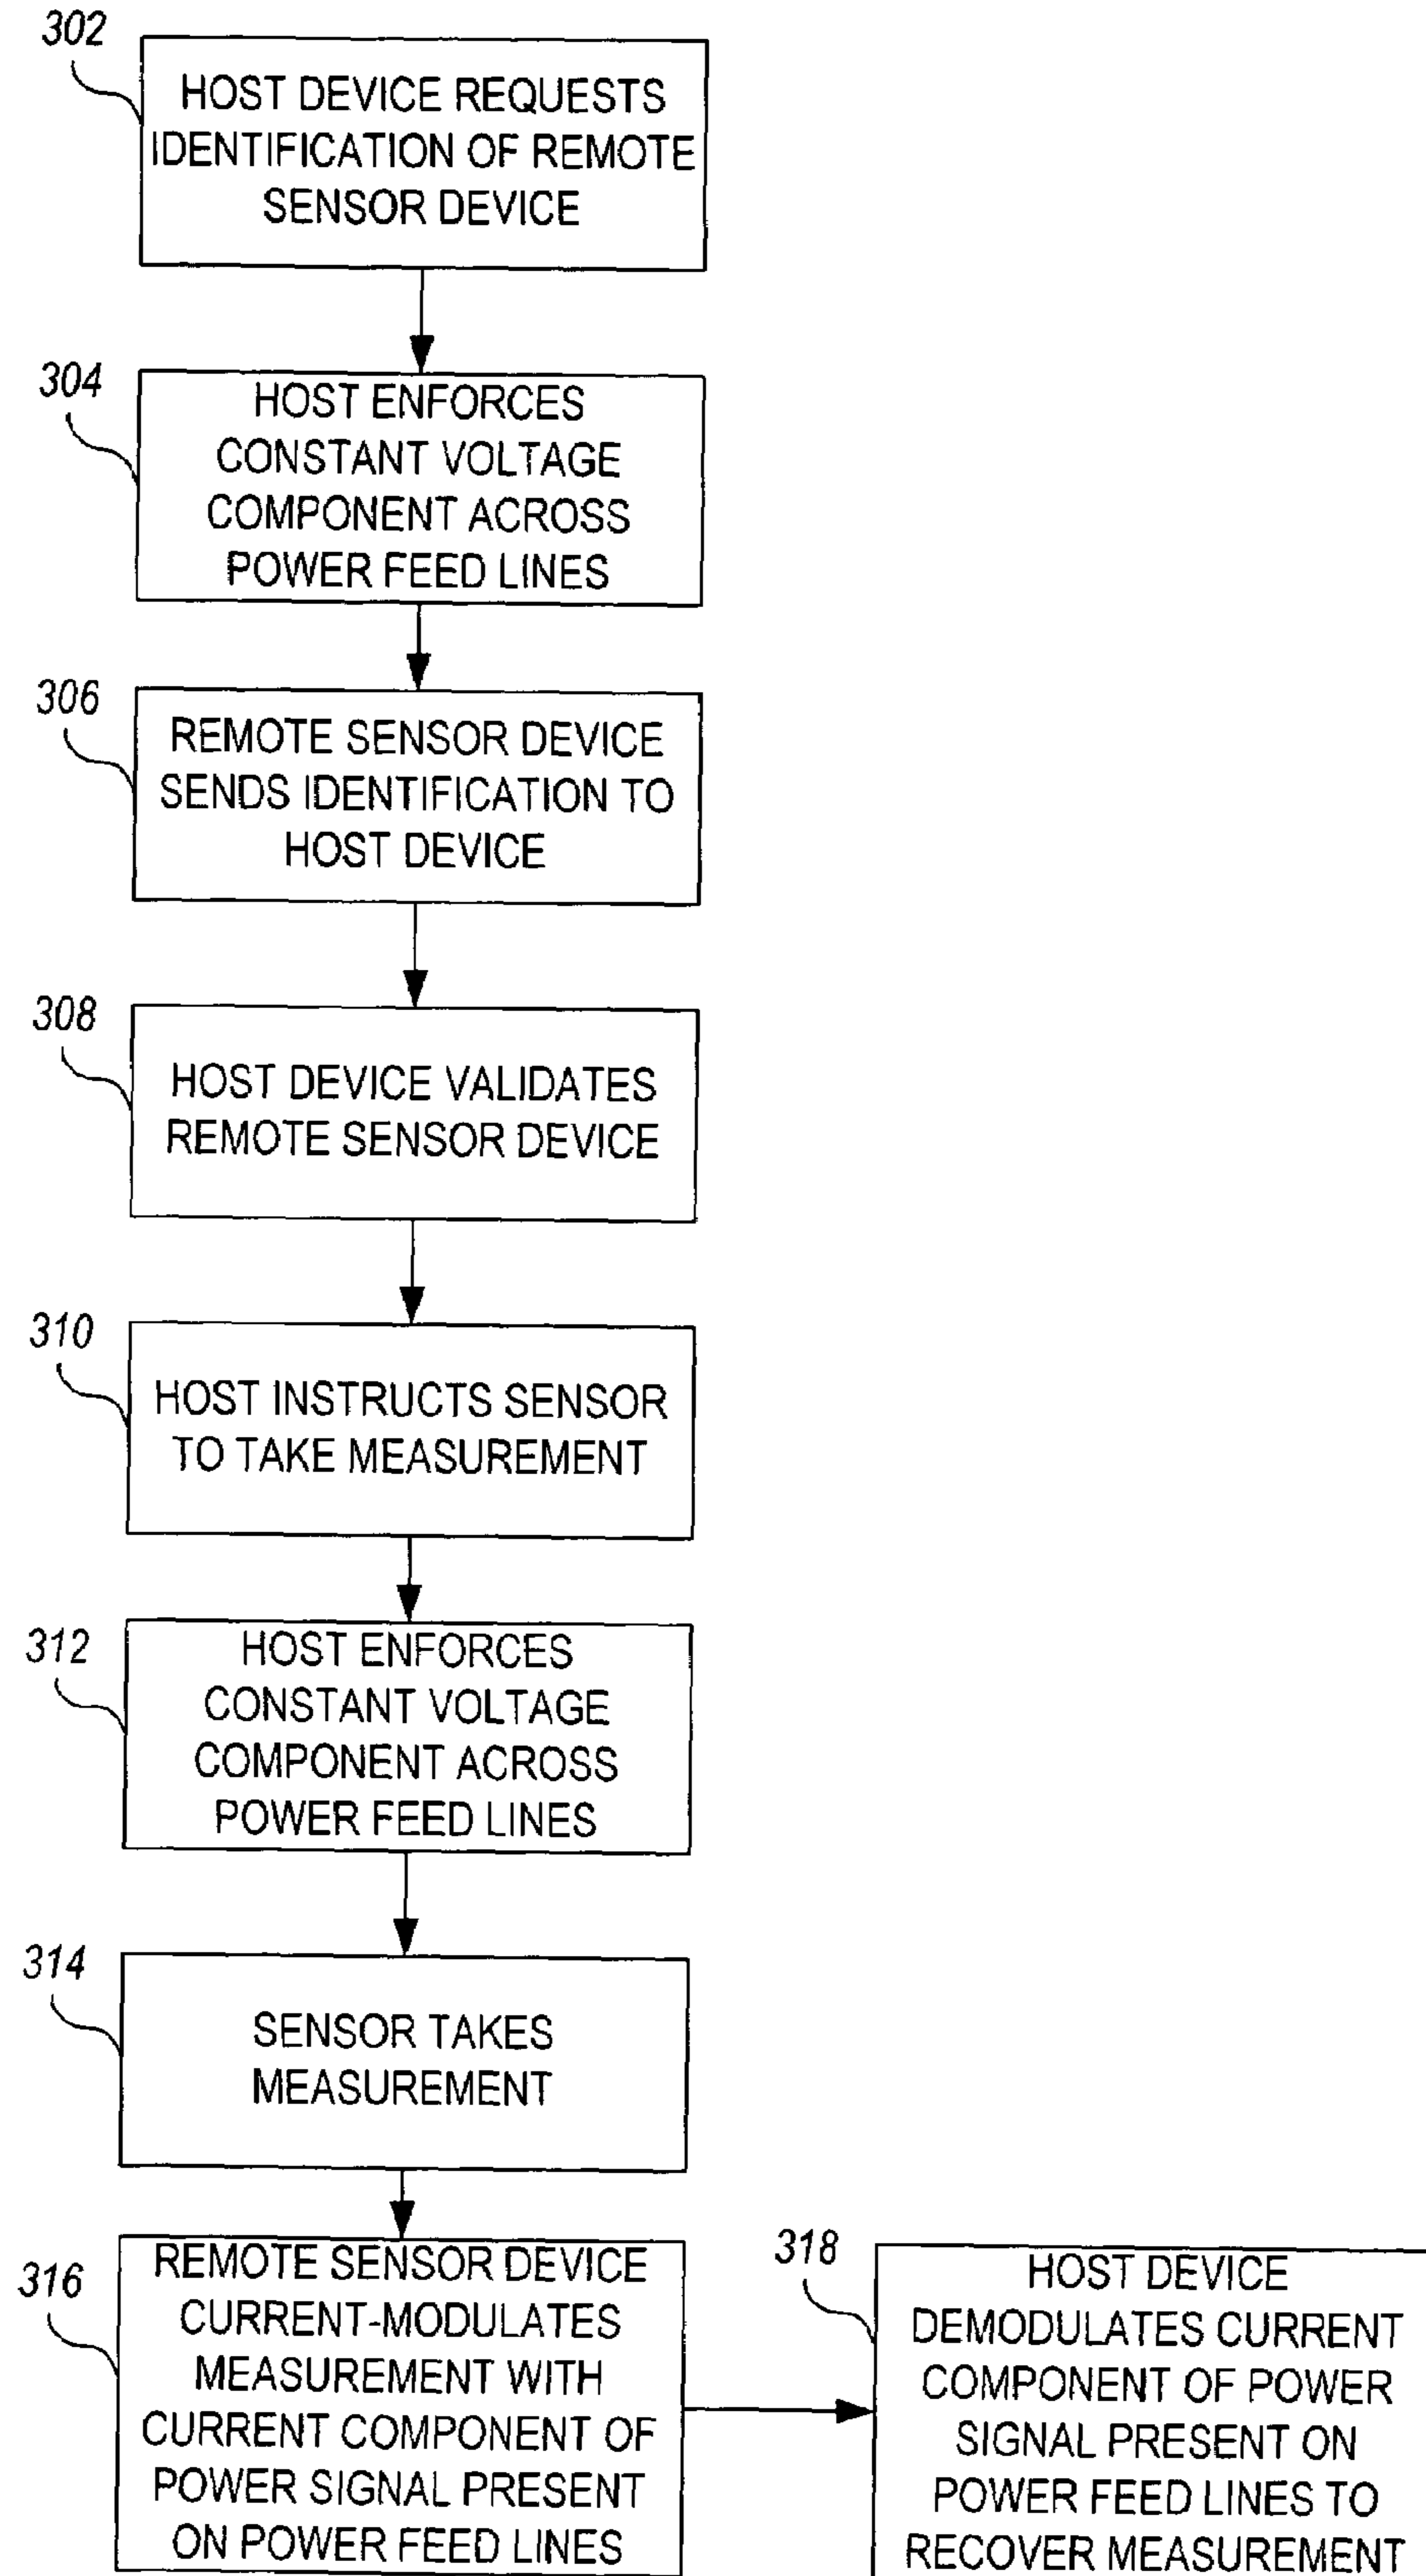 302
HOST DEVICE REQUESTS
IDENTIFICATION OF REMOTE
SENSOR DEVICE
304
HOST ENFORCES
CONSTANT VOLTAGE
COMPONENT ACROSS
POWER FEED LINES
306
REMOTE SENSOR DEVICE
SENDS IDENTIFICATION TO
HOST DEVICE
308
HOST DEVICE VALIDATES
REMOTE SENSOR DEVICE
310
HOST INSTRUCTS SENSOR
TO TAKE MEASUREMENT
312
HOST ENFORCES
CONSTANT VOLTAGE
COMPONENT ACROSS
POWER FEED LINES
314
SENSOR TAKES
MEASUREMENT
316
REMOTE SENSOR DEVICE
CURRENT-MODULATES
MEASUREMENT WITH
CURRENT COMPONENT OF
POWER SIGNAL PRESENT
ON POWER FEED LINES
318
HOST DEVICE
DEMODULATES CURRENT
COMPONENT OF POWER
SIGNAL PRESENT ON
POWER FEED LINES TO
RECOVER MEASUREMENT